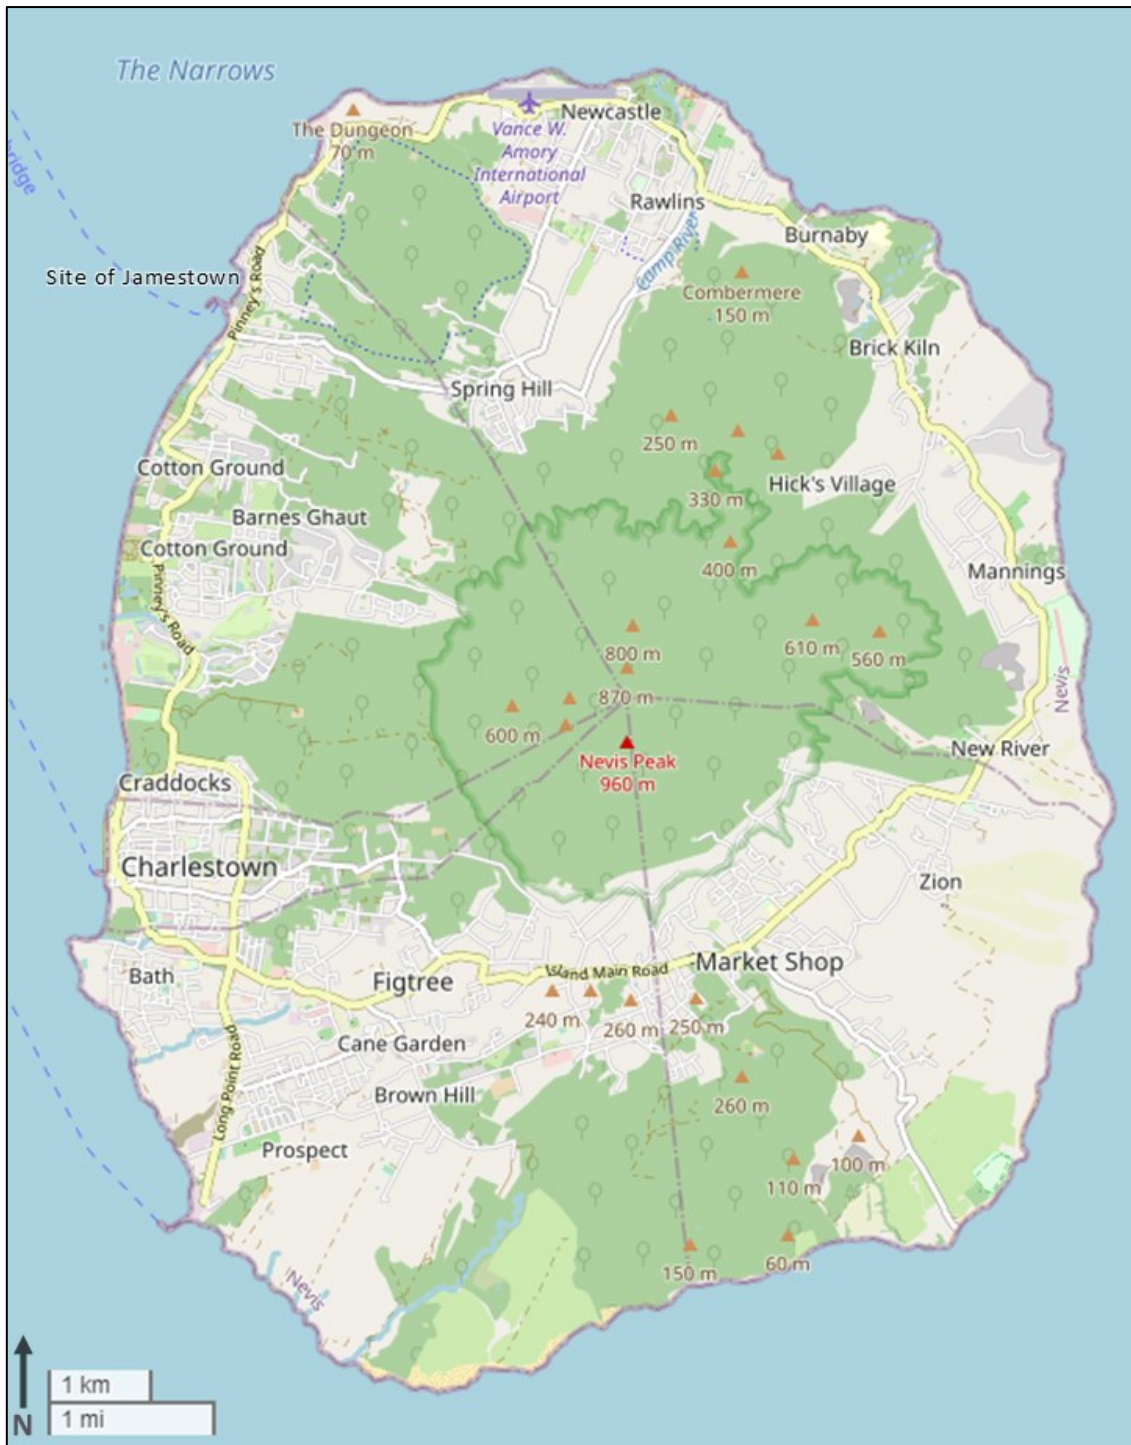 The Narrows
The Dungeon
70 m
Newcastle
Vance W.
Amory
International
Airport
Rawlins
Burnaby
Camp River
Site of Jamestown
Pinney's Road
Combermere
150 m
Brick Kiln
Spring Hill
250 m
Cotton Ground
Hick's Village
330 m
Barnes Ghaut
Cotton Ground
400 m
Mannings
Pinney's Road
800 m
610 m
560 m
870 m
Nevis
600 m
New River
Nevis Peak
960 m
Craddocks
Charlestown
Zion
Market Shop
Island Main Road
Bath
Figtree
240 m
260 m
250 m
Cane Garden
Long Point Road
Brown Hill
260 m
Prospect
100 m
110 m
150 m
60 m
Nevis
N
1 km
1 mi